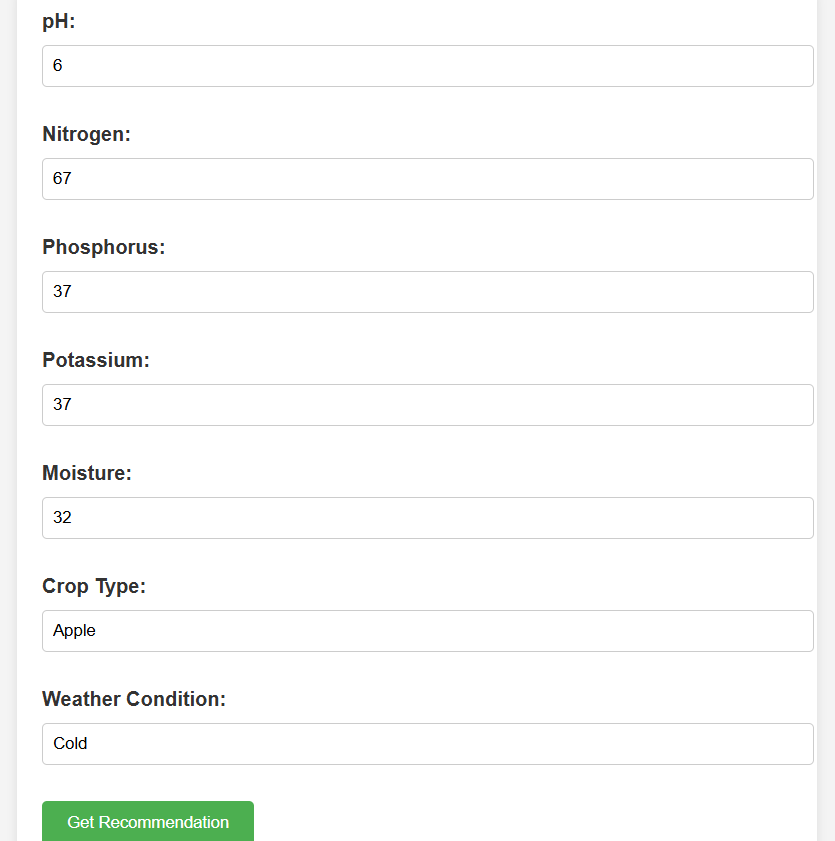 pH:
6
Nitrogen:
67
Phosphorus:
37
Potassium:
37
Moisture:
32
Crop Type:
Apple
Weather Condition:
Cold
Get Recommendation